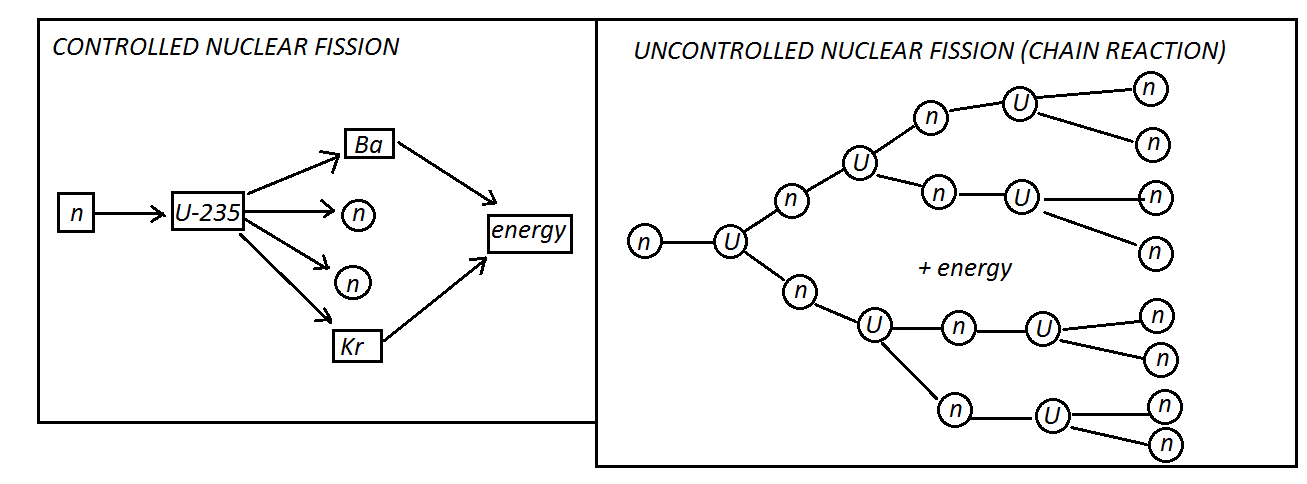 CONTROLLED NUCLEAR FISSION
n
U-235
Ba
n
n
Kr
energy
UNCONTROLLED NUCLEAR FISSION (CHAIN REACTION)
n
U
n
n
U
U
n
n
n
n
U
U
U
U
n
n
n
n
n
n
n
n
+ energy